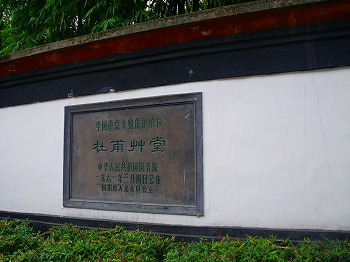 全国重点文物保护单位
杜甫艸堂
中华人民共和国国务院
一九六一年三月四日公布